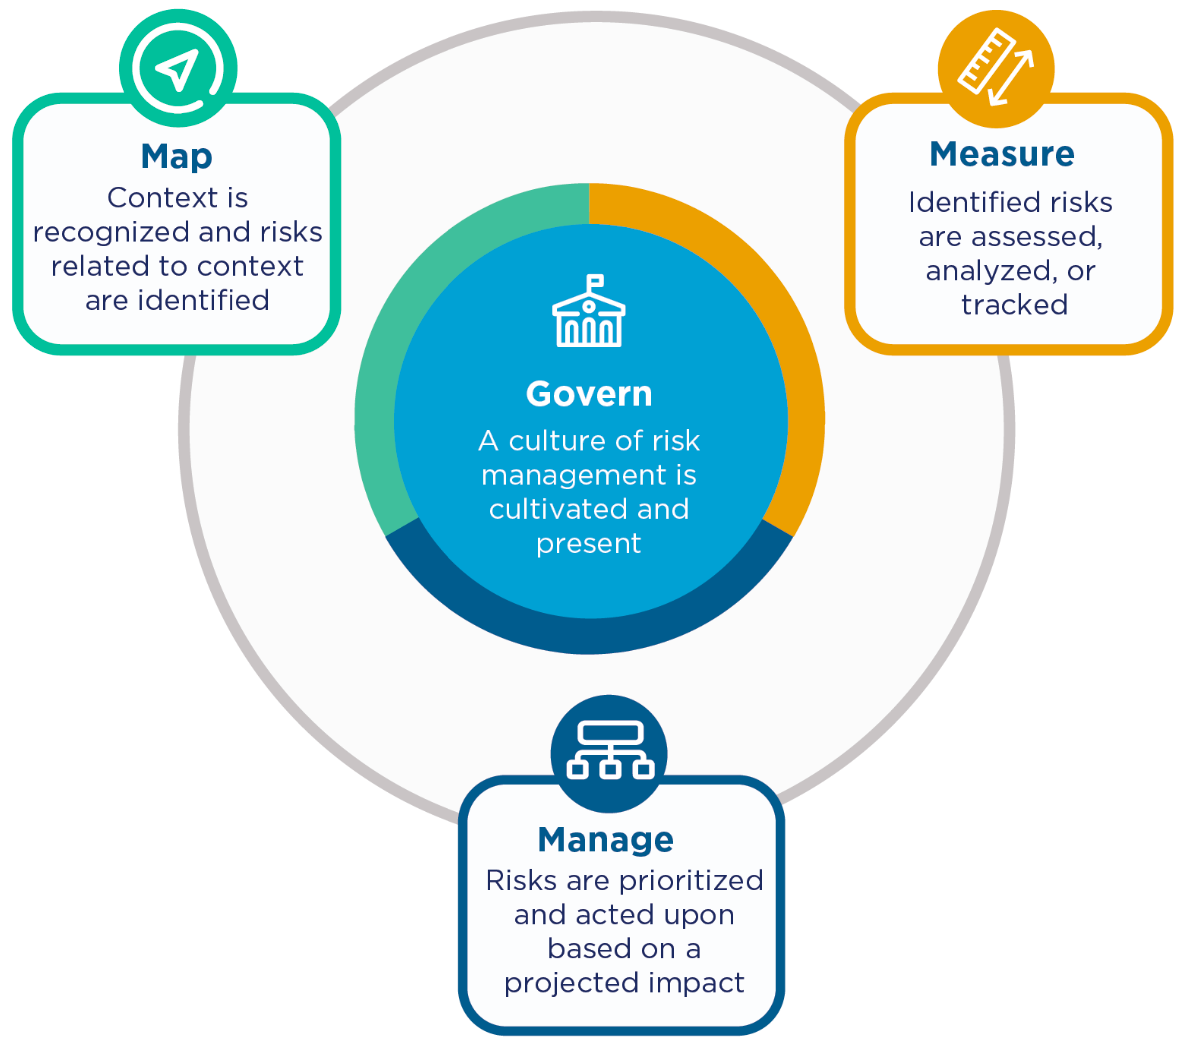 Map
Context is
recognized and risks
related to context
are identified
Measure
Identified risks
are assessed,
analyzed, or
tracked
Govern
A culture of risk
management is
cultivated and
present
Manage
Risks are prioritized
and acted upon
based on a
projected impact